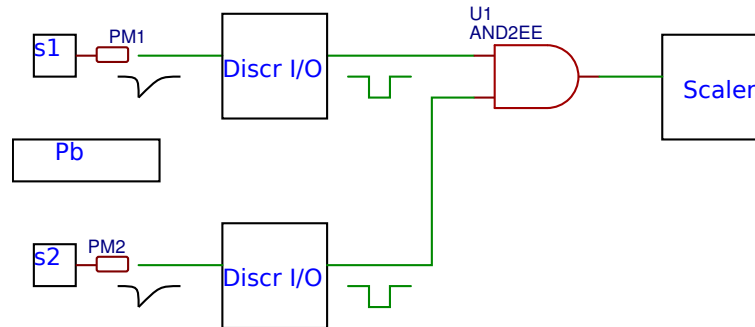 U1
AND2EE
s1
PM1
Discr I/O
Scaler
Pb
s2
PM2
Discr I/O